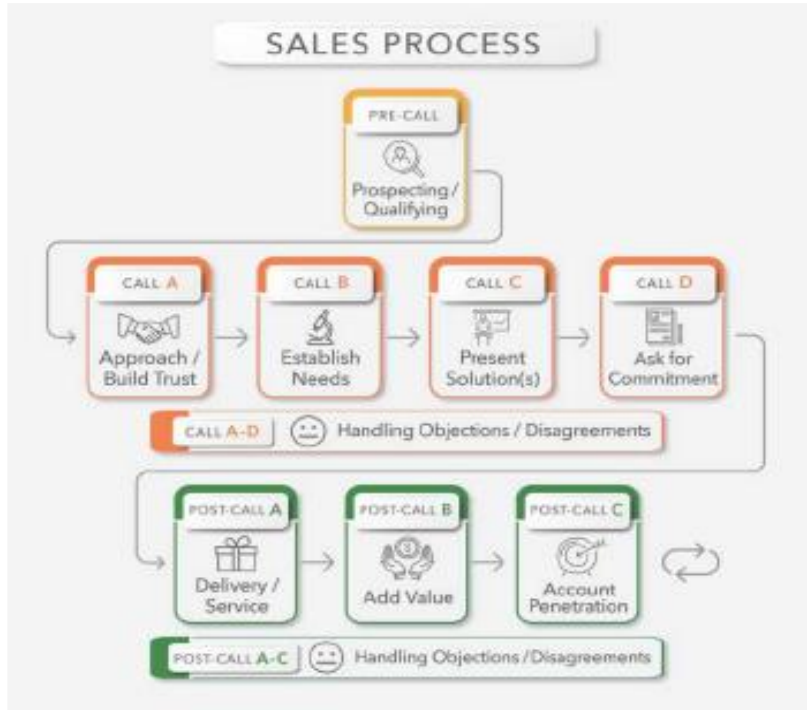 SALES PROCESS
PRE-CALL
Prospecting /
Qualifying
CALL A
Approach /
Build Trust
CALL B
Establish
Needs
CALL C
Present
Solution(s)
CALL D
Ask for
Commitment
CALL A-D Handling Objections / Disagreements
POST-CALL A
Delivery /
Service
POST-CALL B
Add Value
POST-CALL C
Account
Penetration
POST-CALL A-C Handling Objections / Disagreements